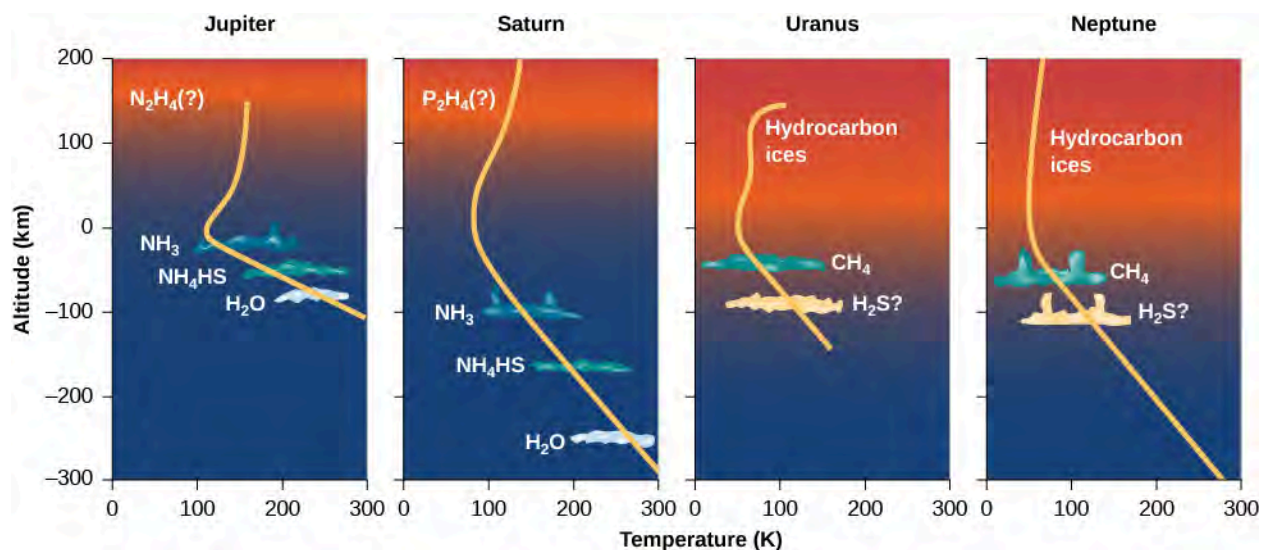 Jupiter
Saturn
Uranus
Neptune
Altitude (km)
200
100
0
–100
–200
–300
N₂H₄(?)
NH₃
NH₄HS
H₂O
0 100 200 300
P₂H₄(?)
NH₃
NH₄HS
H₂O
0 100 200 300
Hydrocarbon
ices
CH₄
H₂S?
0 100 200 300
Hydrocarbon
ices
CH₄
H₂S?
0 100 200 300
Temperature (K)